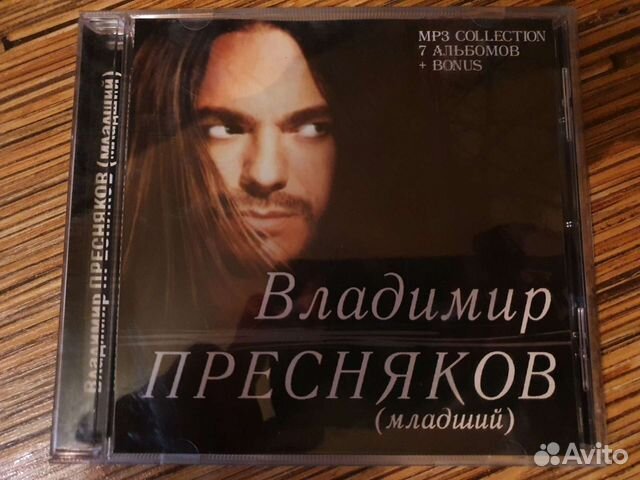 MP3 COLLECTION
7 АЛЬБОМОВ
+ BONUS
Владимир
ПРЕСНЯКОВ
(младший)
Владимир ПРЕСНЯКОВ (младший)
Avito